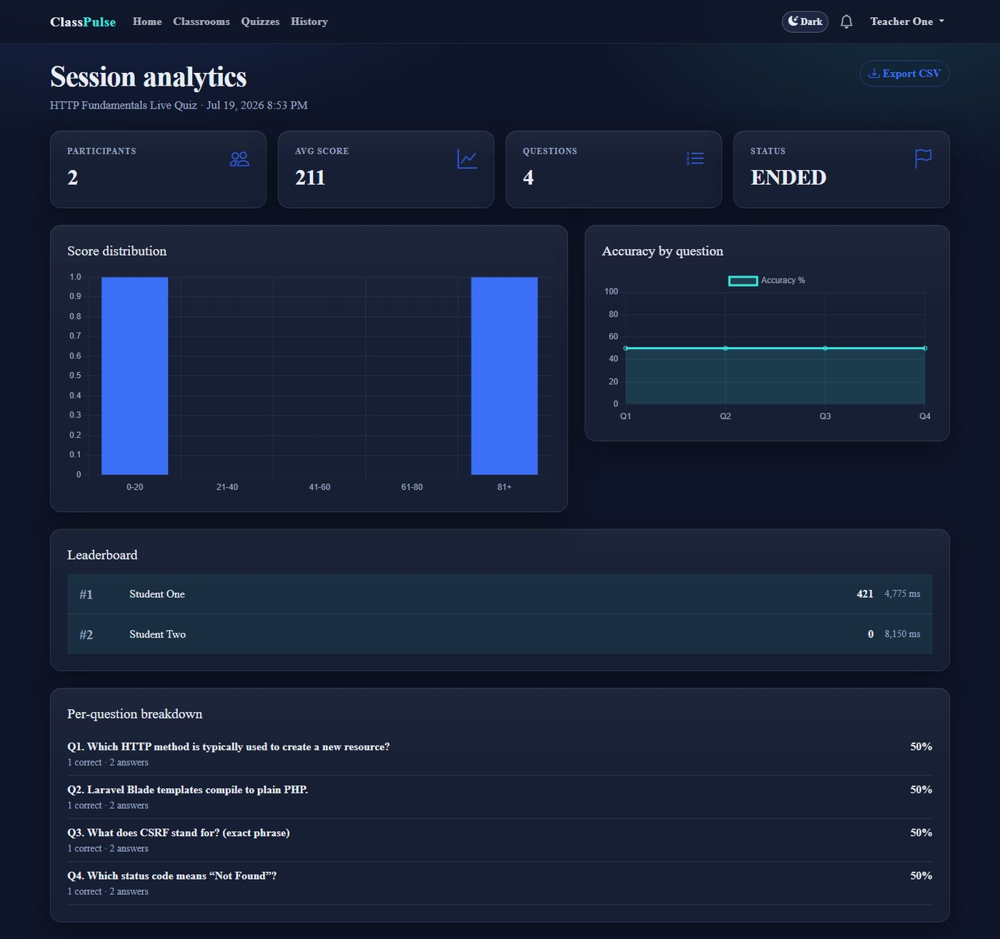 ClassPulse Home Classrooms Quizzes History Dark Teacher One
Session analytics
Export CSV
HTTP Fundamentals Live Quiz · Jul 19, 2026 8:53 PM
PARTICIPANTS
2
AVG SCORE
211
QUESTIONS
4
STATUS
ENDED
Score distribution
1.0
0.9
0.8
0.7
0.6
0.5
0.4
0.3
0.2
0.1
0
0-20 21-40 41-60 61-80 81+
Accuracy by question
Accuracy %
100
80
60
40
20
0
Q1 Q2 Q3 Q4
Leaderboard
#1 Student One 421 4,775 ms
#2 Student Two 0 8,150 ms
Per-question breakdown
Q1. Which HTTP method is typically used to create a new resource? 50%
1 correct · 2 answers
Q2. Laravel Blade templates compile to plain PHP. 50%
1 correct · 2 answers
Q3. What does CSRF stand for? (exact phrase) 50%
1 correct · 2 answers
Q4. Which status code means “Not Found”? 50%
1 correct · 2 answers